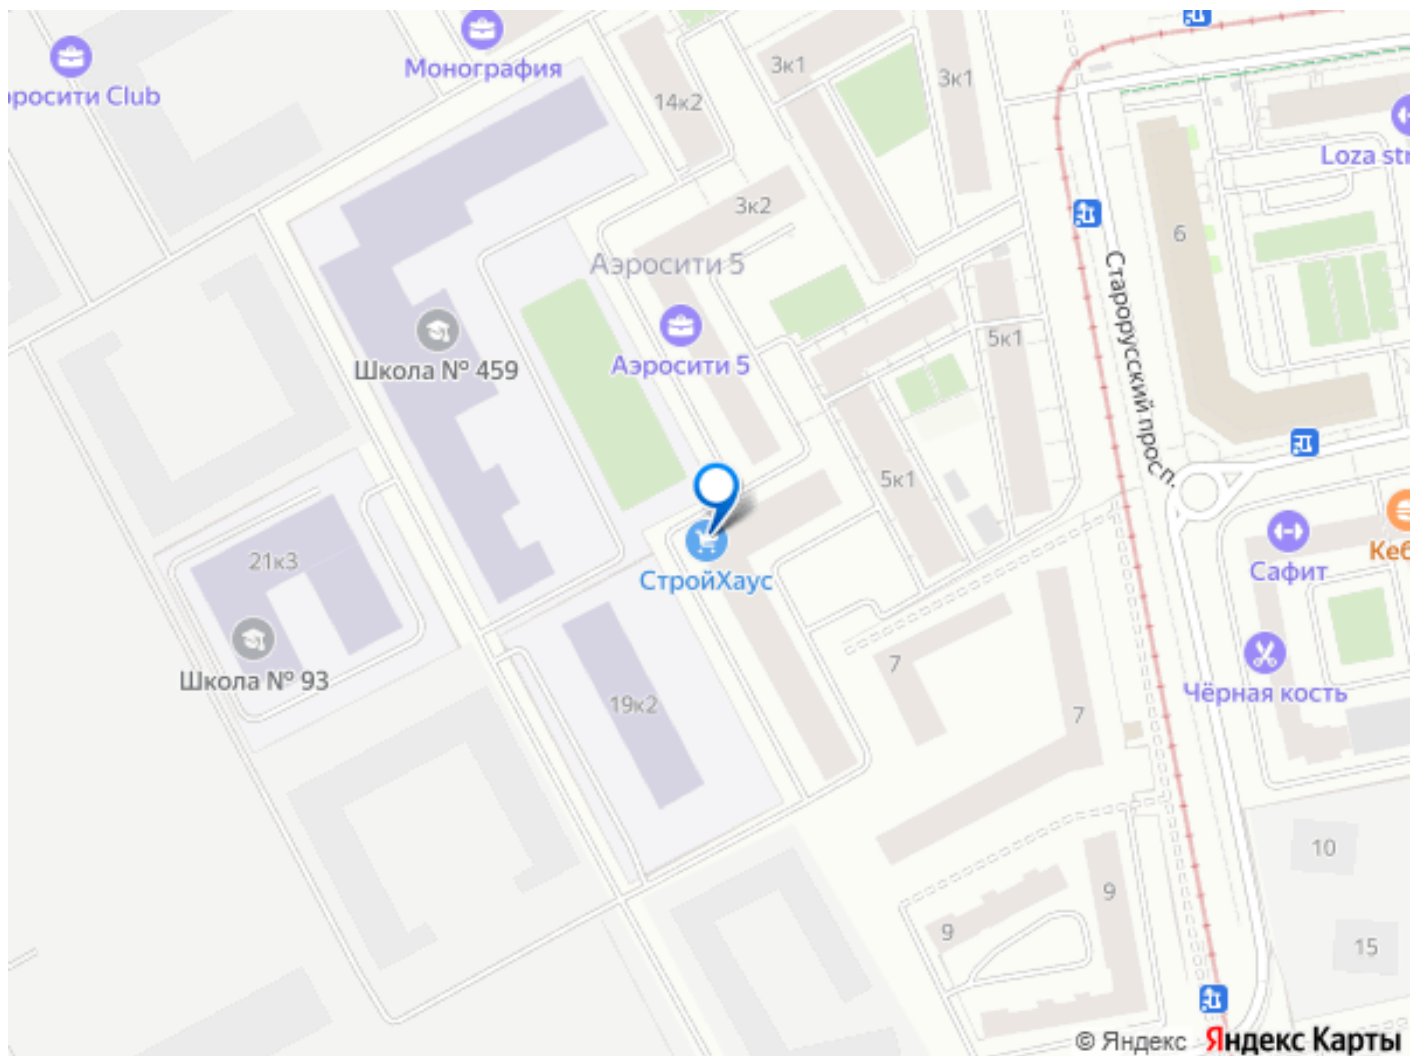 Монография
эросити Club
14к2
3к1
3к1
Loza str
3к2
6
Аэросити 5
Старорусский просп.
Школа № 459
Аэросити 5
5к1
5к1
Кеб
Сафит
СтройХаус
21к3
Школа № 93
19к2
7
7
Чёрная кость
10
9
9
15
© Яндекс Яндекс Карты